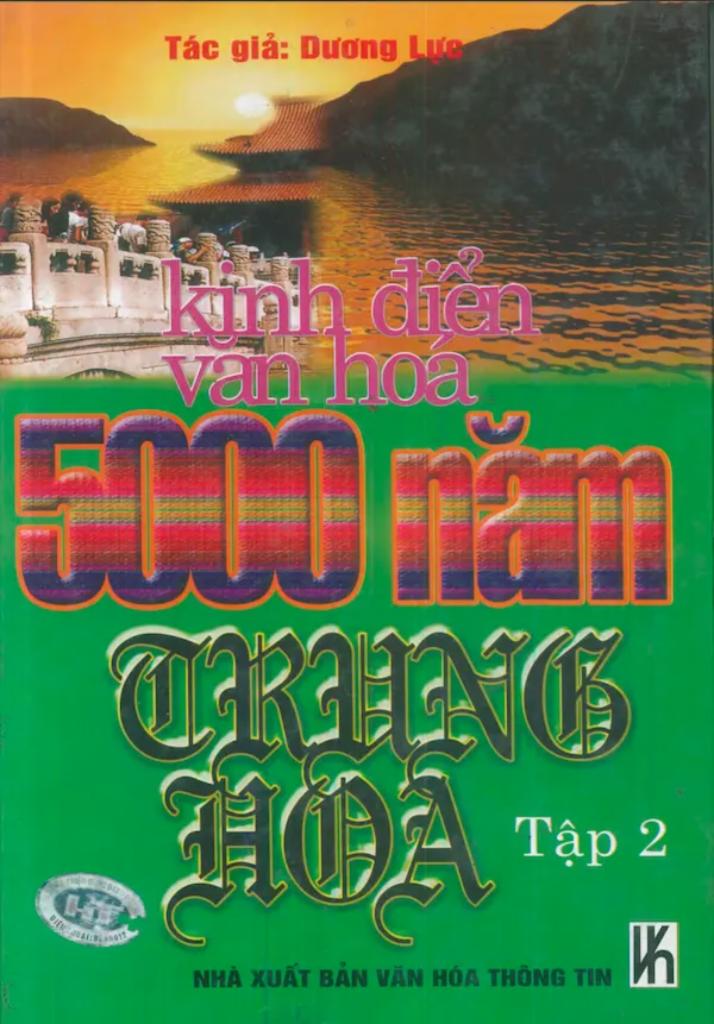 Tác giả: Dương Lực
kinh điển
văn hoá
5000 năm
TRUNG
HOA
Tập 2
NHÀ XUẤT BẢN VĂN HÓA THÔNG TIN